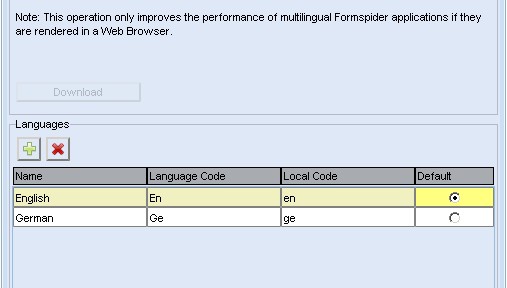 Note: This operation only improves the performance of multilingual Formspider applications if they
are rendered in a Web Browser.
Download
Languages
Name Language Code Local Code Default
English En en
German Ge ge